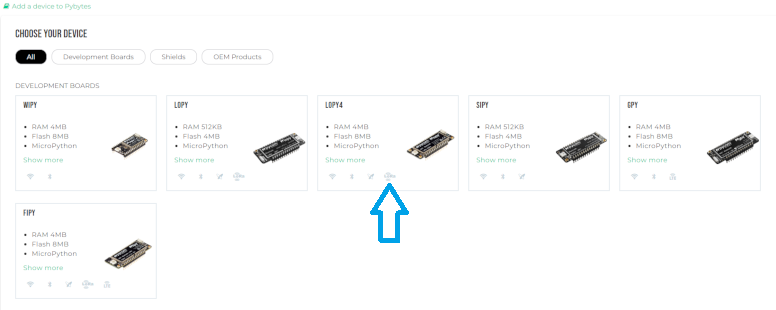 Add a device to Pybytes
CHOOSE YOUR DEVICE
All
Development Boards
Shields
OEM Products
DEVELOPMENT BOARDS
WIPY
RAM 4MB
Flash 8MB
MicroPython
Show more
LOPY
RAM 512KB
Flash 4MB
MicroPython
Show more
LOPY4
RAM 4MB
Flash 8MB
MicroPython
Show more
SIPY
RAM 512KB
Flash 4MB
MicroPython
Show more
GPY
RAM 4MB
Flash 8MB
MicroPython
Show more
FIPY
RAM 4MB
Flash 8MB
MicroPython
Show more